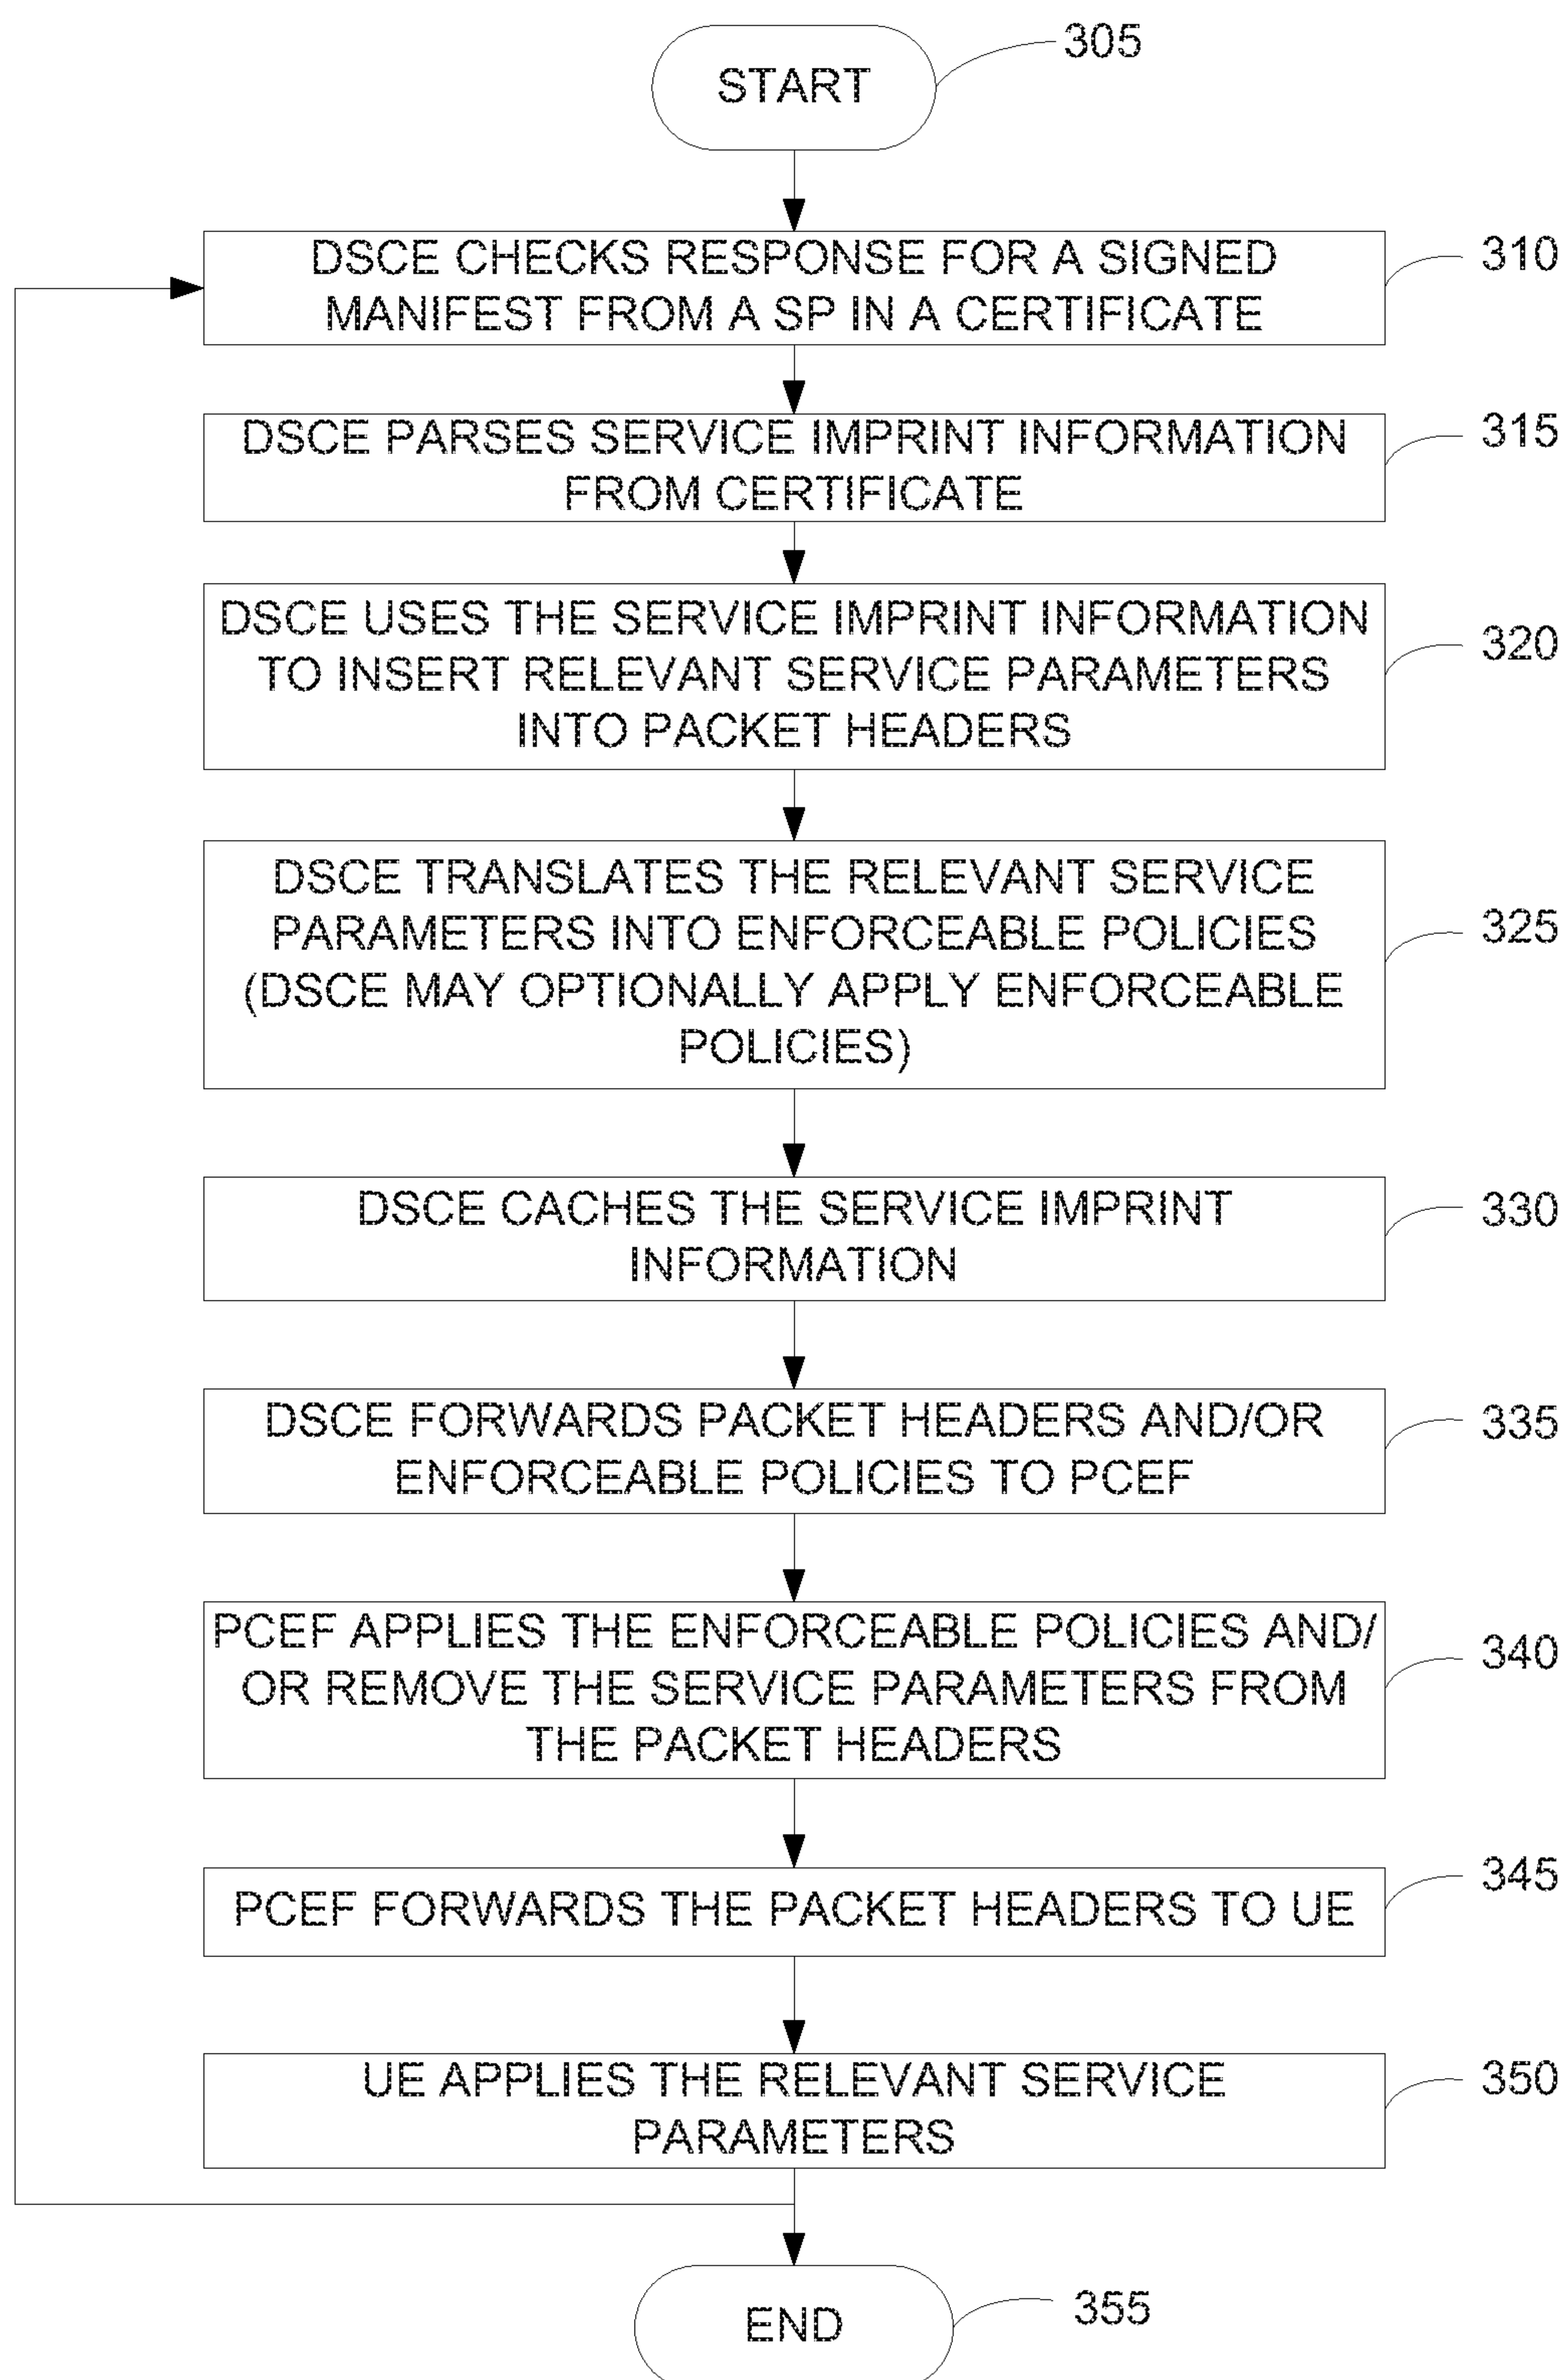 START
305
DSCE CHECKS RESPONSE FOR A SIGNED
MANIFEST FROM A SP IN A CERTIFICATE
310
DSCE PARSES SERVICE IMPRINT INFORMATION
FROM CERTIFICATE
315
DSCE USES THE SERVICE IMPRINT INFORMATION
TO INSERT RELEVANT SERVICE PARAMETERS
INTO PACKET HEADERS
320
DSCE TRANSLATES THE RELEVANT SERVICE
PARAMETERS INTO ENFORCEABLE POLICIES
(DSCE MAY OPTIONALLY APPLY ENFORCEABLE
POLICIES)
325
DSCE CACHES THE SERVICE IMPRINT
INFORMATION
330
DSCE FORWARDS PACKET HEADERS AND/OR
ENFORCEABLE POLICIES TO PCEF
335
PCEF APPLIES THE ENFORCEABLE POLICIES AND/
OR REMOVE THE SERVICE PARAMETERS FROM
THE PACKET HEADERS
340
PCEF FORWARDS THE PACKET HEADERS TO UE
345
UE APPLIES THE RELEVANT SERVICE
PARAMETERS
350
END
355